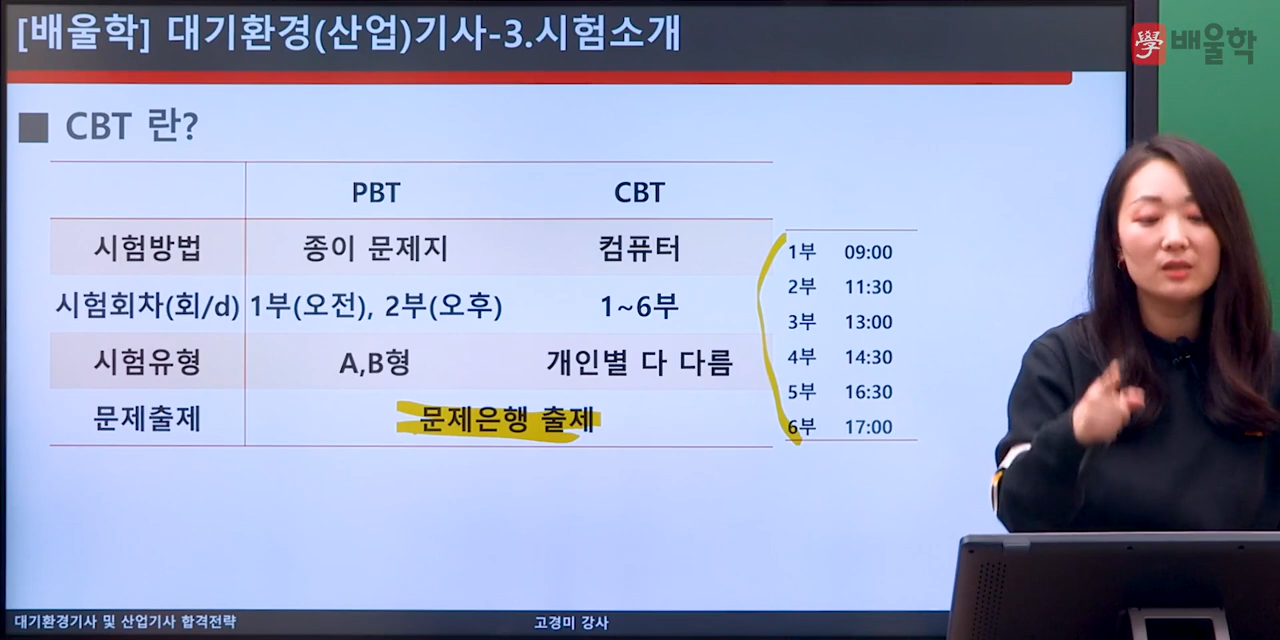 [배울학] 대기환경(산업)기사-3.시험소개
學 배울학
■ CBT 란?
PBT CBT
시험방법 종이 문제지 컴퓨터
시험회차(회/d) 1부(오전), 2부(오후) 1~6부
시험유형 A,B형 개인별 다 다름
문제출제 문제은행 출제
1부 09:00
2부 11:30
3부 13:00
4부 14:30
5부 16:30
6부 17:00
대기환경기사 및 산업기사 합격전략 고경미 강사